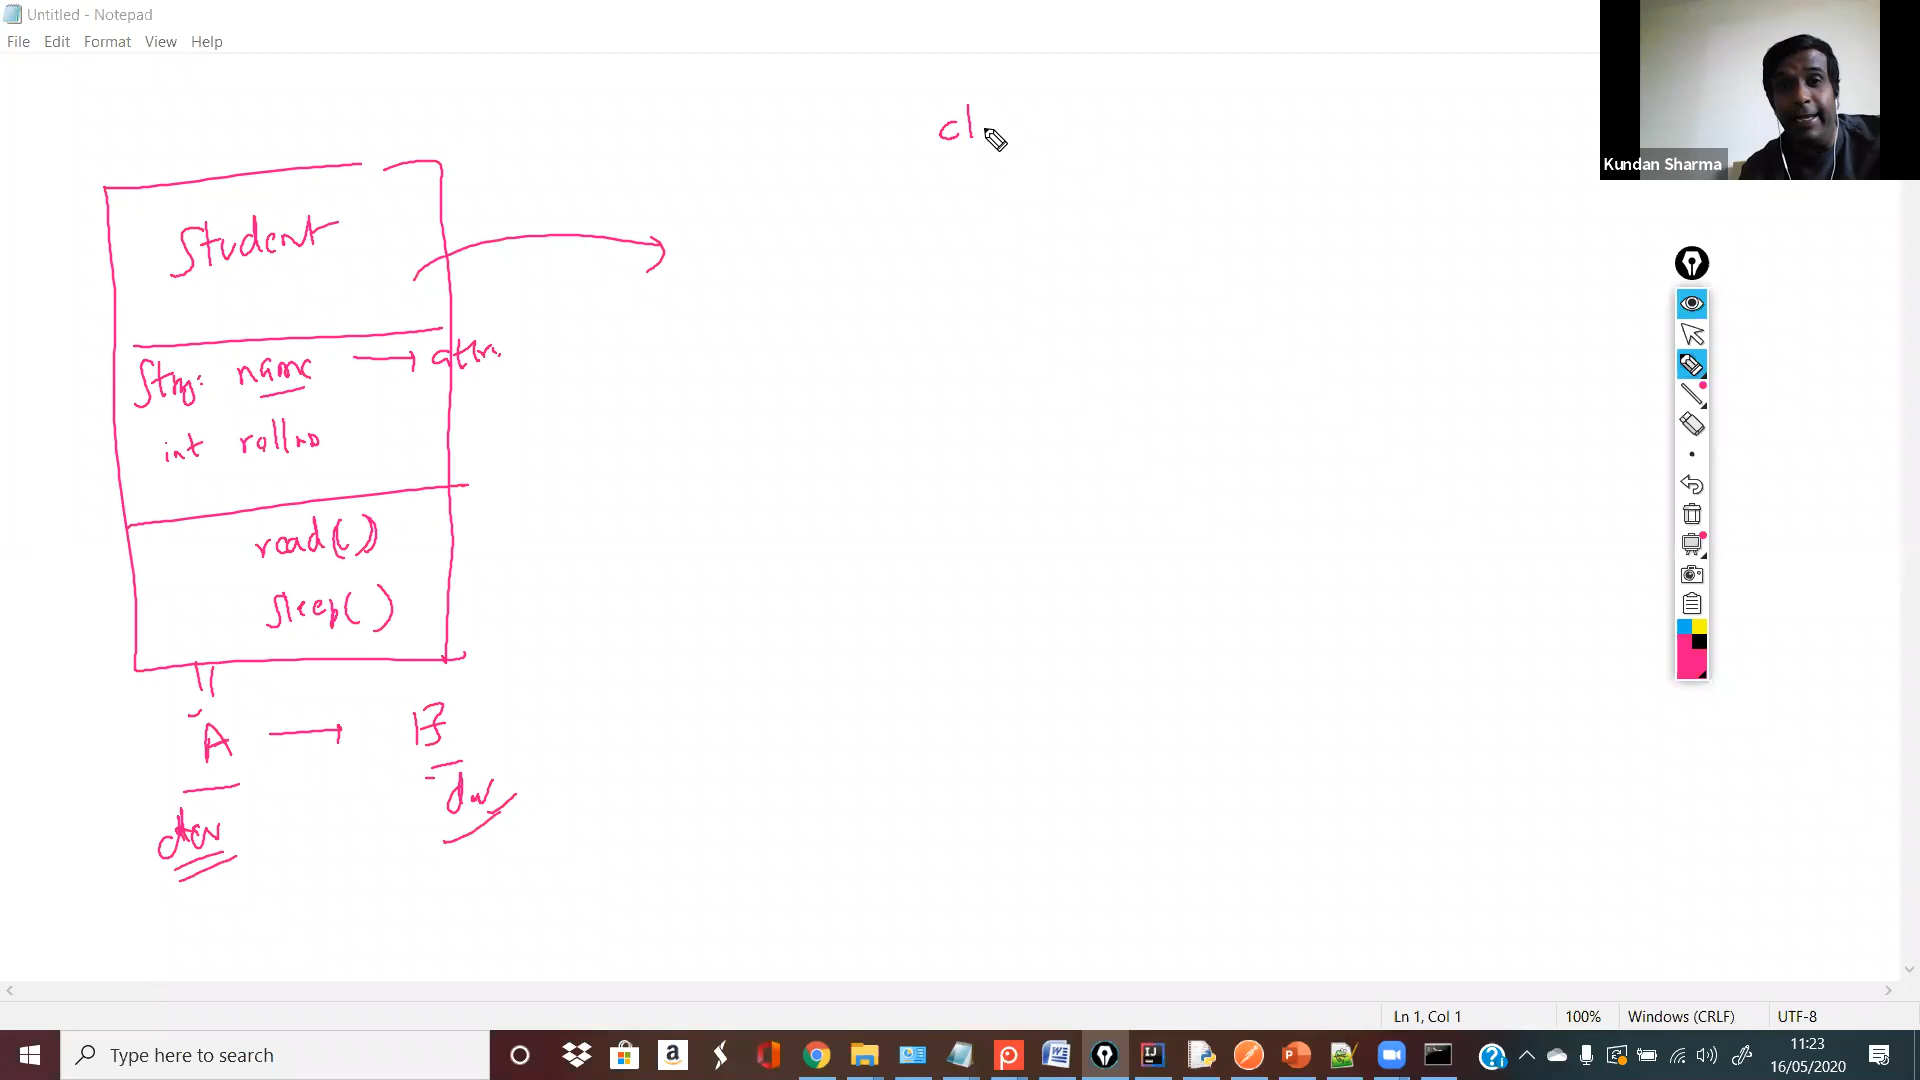 Untitled - Notepad
File Edit Format View Help
cl
Kundan Sharma
Student
name → attri.
int rollno
read()
sleep()
A → B
Ln 1, Col 1 100% Windows (CRLF) UTF-8
Type here to search
11:23
16/05/2020